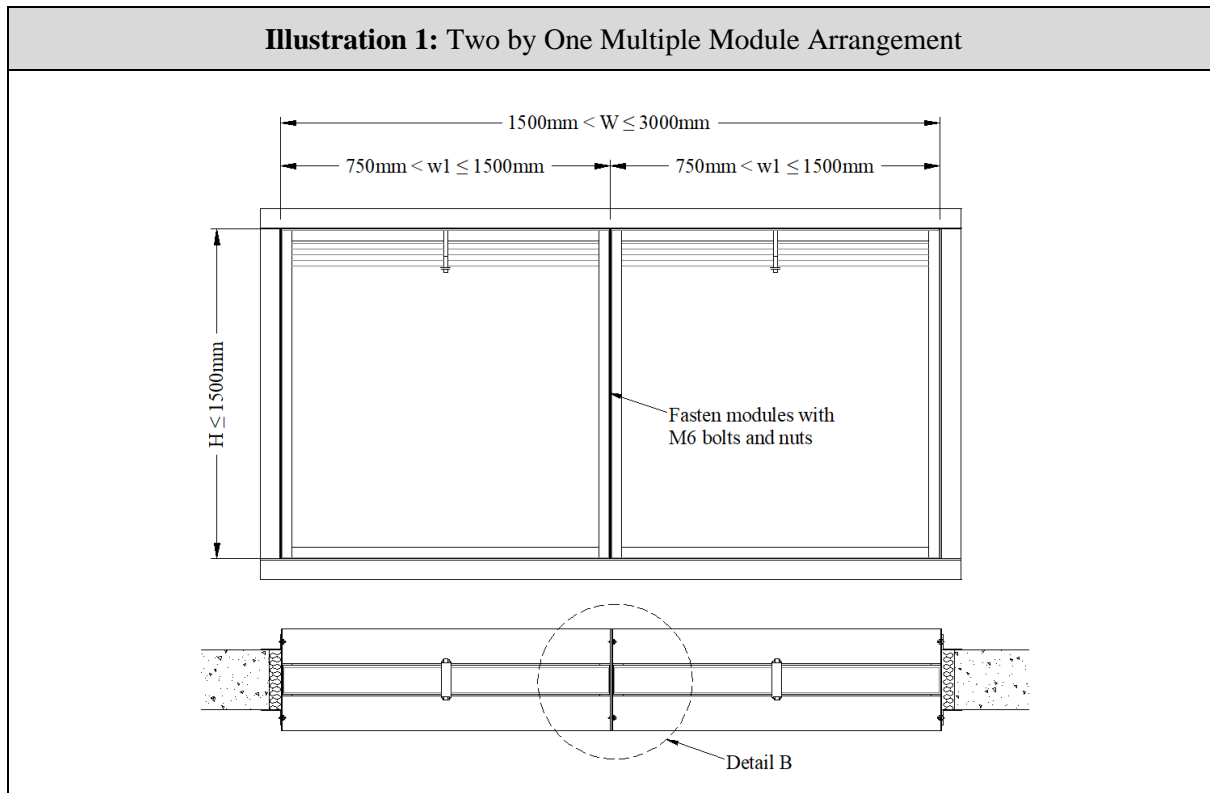 Illustration 1: Two by One Multiple Module Arrangement
1500mm < W ≤ 3000mm
750mm < w1 ≤ 1500mm
750mm < w1 ≤ 1500mm
H ≤ 1500mm
Fasten modules with
M6 bolts and nuts
Detail B